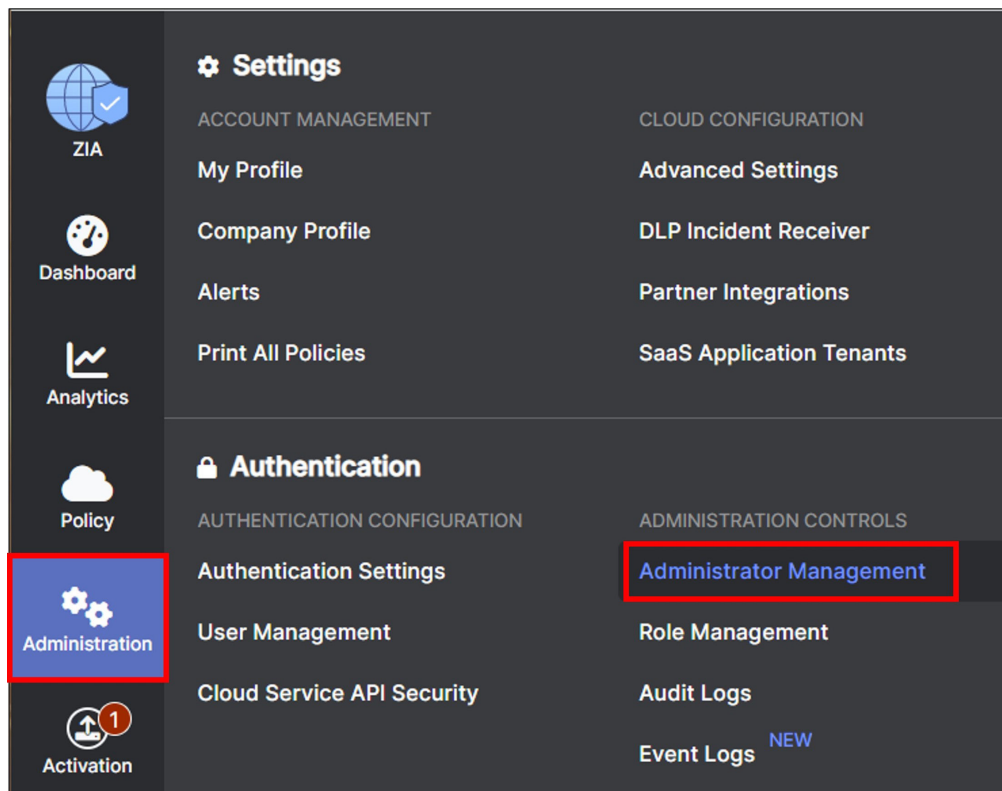 ZIA
Dashboard
Analytics
Policy
Administration
1
Activation
Settings
ACCOUNT MANAGEMENT
My Profile
Company Profile
Alerts
Print All Policies
CLOUD CONFIGURATION
Advanced Settings
DLP Incident Receiver
Partner Integrations
SaaS Application Tenants
Authentication
AUTHENTICATION CONFIGURATION
Authentication Settings
User Management
Cloud Service API Security
ADMINISTRATION CONTROLS
Administrator Management
Role Management
Audit Logs
Event Logs NEW